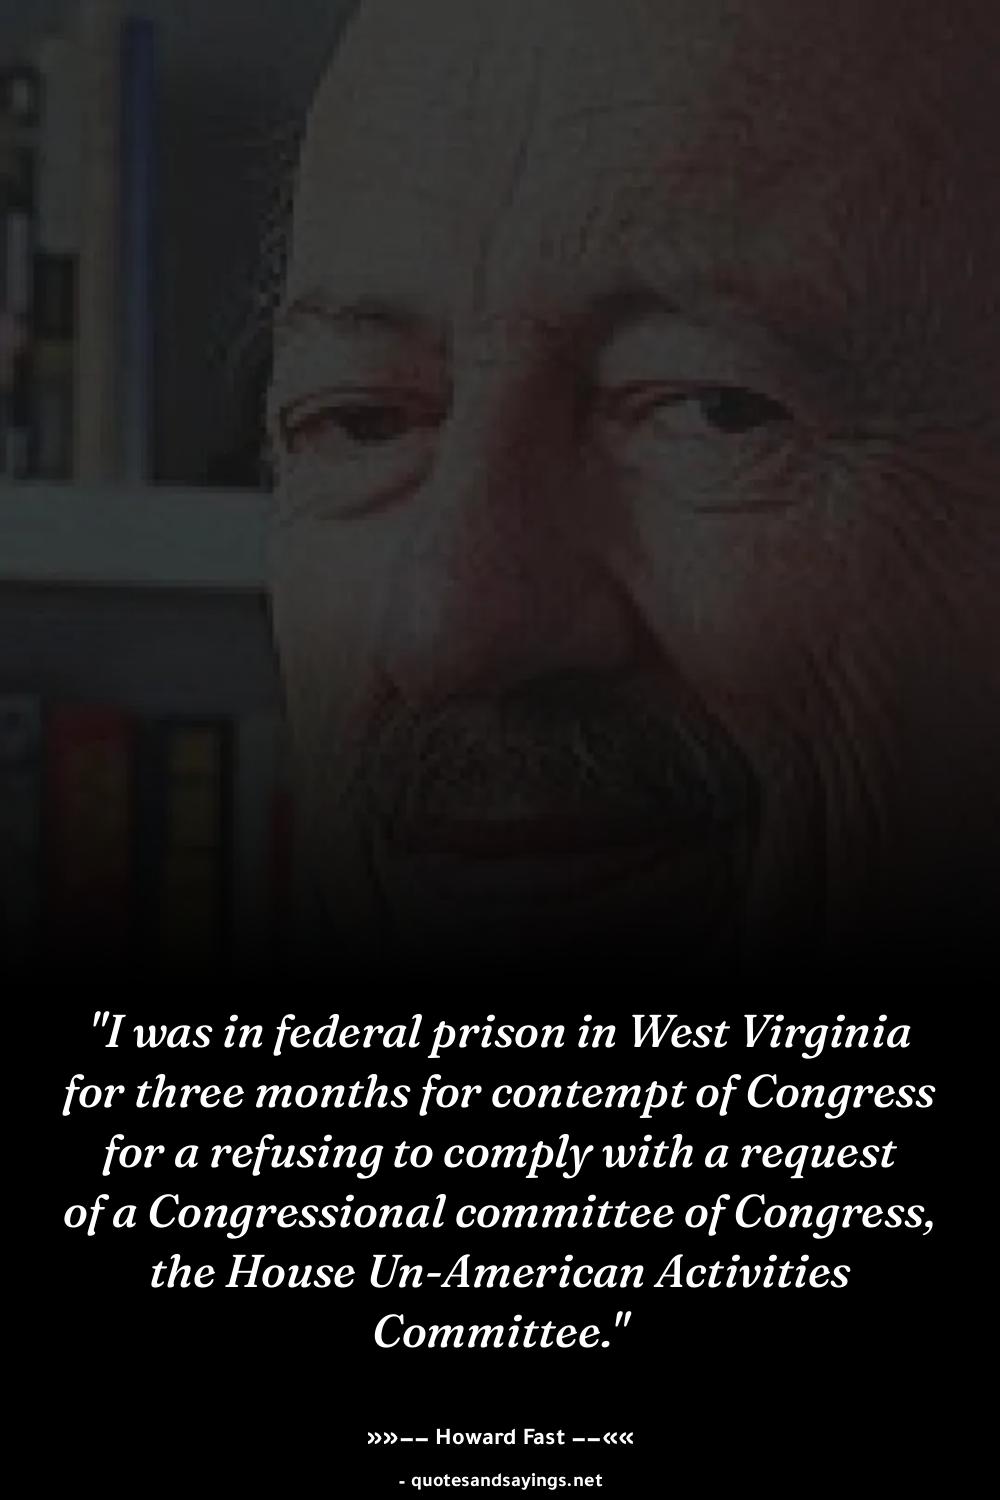 "I was in federal prison in West Virginia
for three months for contempt of Congress
for a refusing to comply with a request
of a Congressional committee of Congress,
the House Un-American Activities
Committee."
»»–– Howard Fast ––««
- quotesandsayings.net